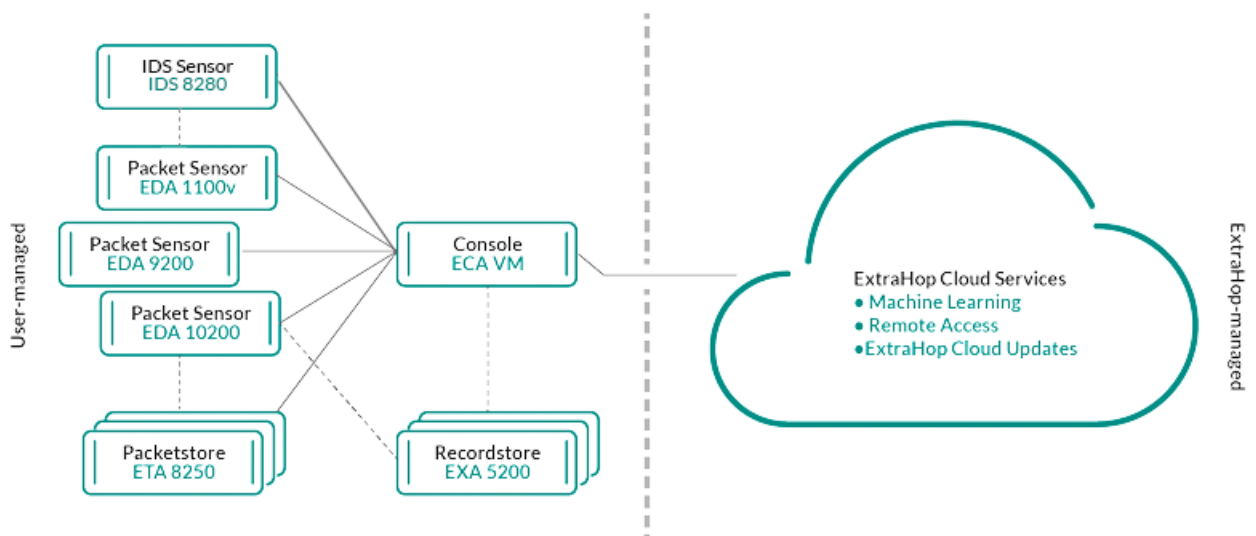 User-managed
IDS Sensor
IDS 8280
Packet Sensor
EDA 1100v
Packet Sensor
EDA 9200
Packet Sensor
EDA 10200
Packetstore
ETA 8250
Console
ECA VM
Recordstore
EXA 5200
ExtraHop Cloud Services
● Machine Learning
● Remote Access
●ExtraHop Cloud Updates
ExtraHop-managed